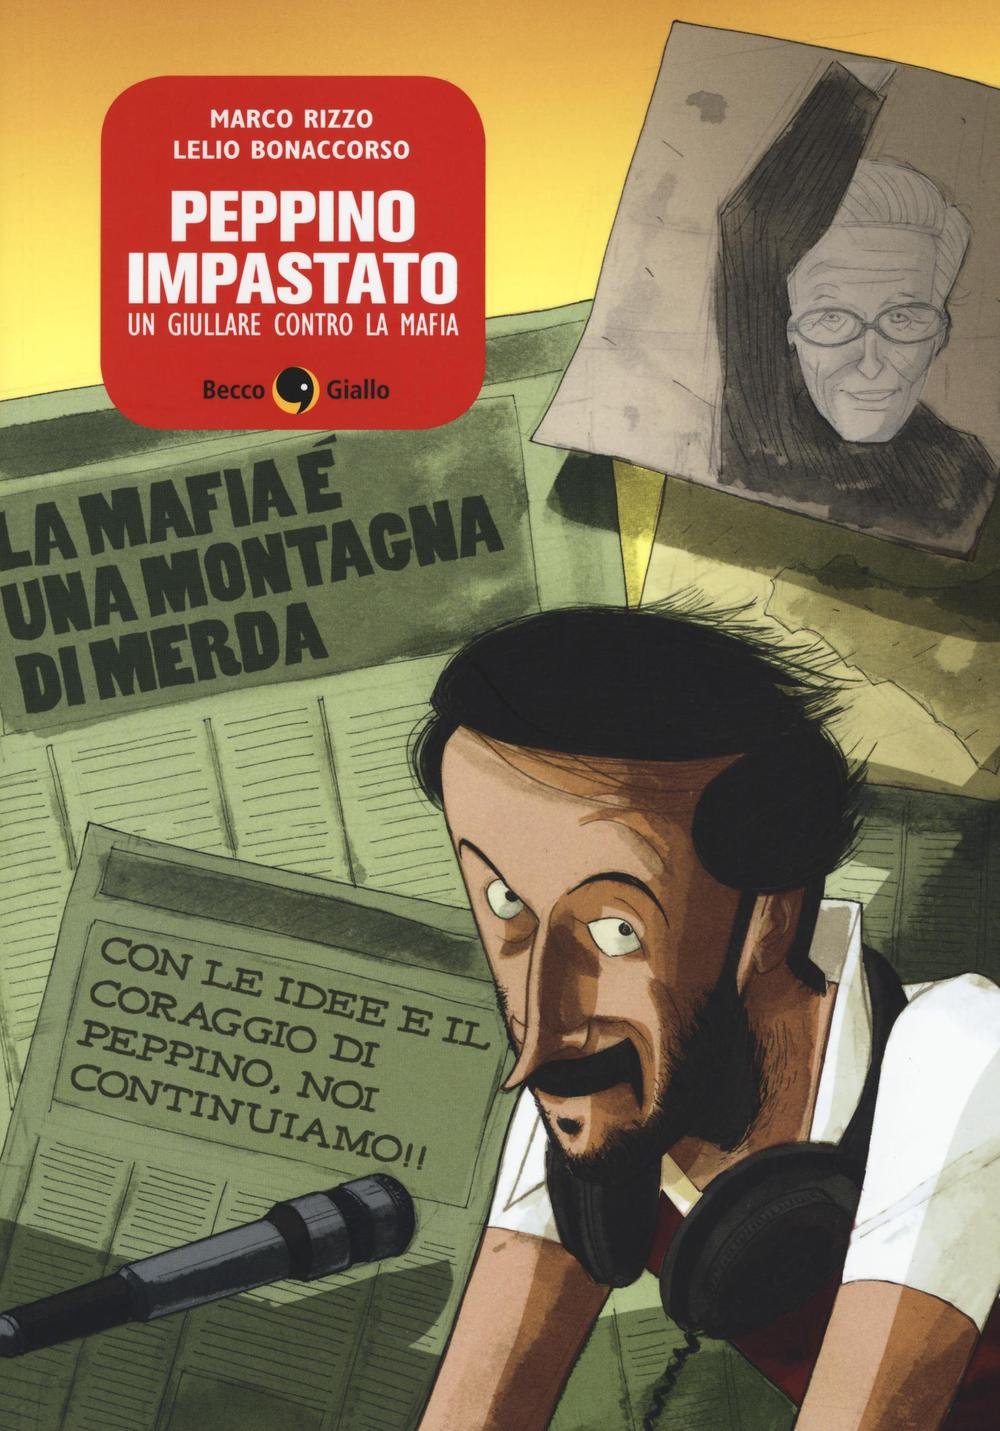 MARCO RIZZO
LELIO BONACCORSO
PEPPINO
IMPASTATO
UN GIULLARE CONTRO LA MAFIA
Becco Giallo
LA MAFIA É
UNA MONTAGNA
DI MERDA
CON LE IDEE E IL
CORAGGIO DI
PEPPINO, NOI
CONTINUIAMO!!